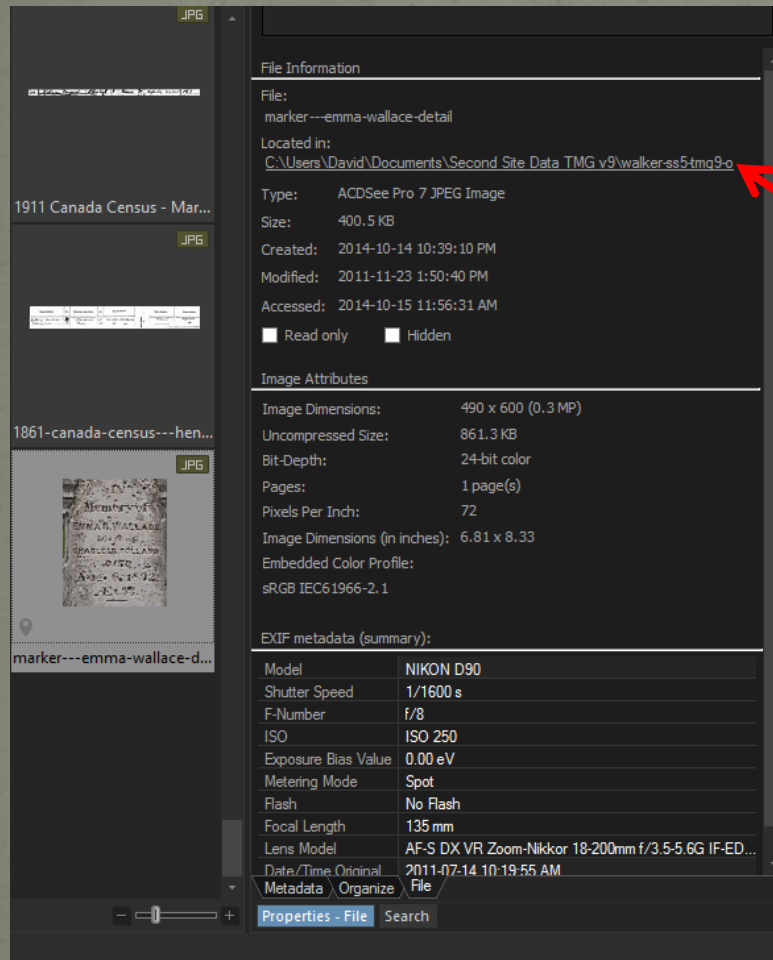 JPG
1911 Canada Census - Mar...
JPG
1861-canada-census---hen...
JPG
Memory of
EMMA B. WALLACE
CHARLES
DIED
Aug. 6. 1892
marker---emma-wallace-d...
File Information
File:
marker---emma-wallace-detail
Located in:
C:\Users\David\Documents\Second Site Data TMG v9\walker-ss5-tmg9-o
Type: ACDSee Pro 7 JPEG Image
Size: 400.5 KB
Created: 2014-10-14 10:39:10 PM
Modified: 2011-11-23 1:50:40 PM
Accessed: 2014-10-15 11:56:31 AM
Read only Hidden
Image Attributes
Image Dimensions: 490 x 600 (0.3 MP)
Uncompressed Size: 861.3 KB
Bit-Depth: 24-bit color
Pages: 1 page(s)
Pixels Per Inch: 72
Image Dimensions (in inches): 6.81 x 8.33
Embedded Color Profile:
sRGB IEC61966-2.1
EXIF metadata (summary):
Model NIKON D90
Shutter Speed 1/1600 s
F-Number f/8
ISO ISO 250
Exposure Bias Value 0.00 eV
Metering Mode Spot
Flash No Flash
Focal Length 135 mm
Lens Model AF-S DX VR Zoom-Nikkor 18-200mm f/3.5-5.6G IF-ED...
Date/Time Original 2011-07-14 10:19:55 AM
Metadata Organize File
Properties - File Search